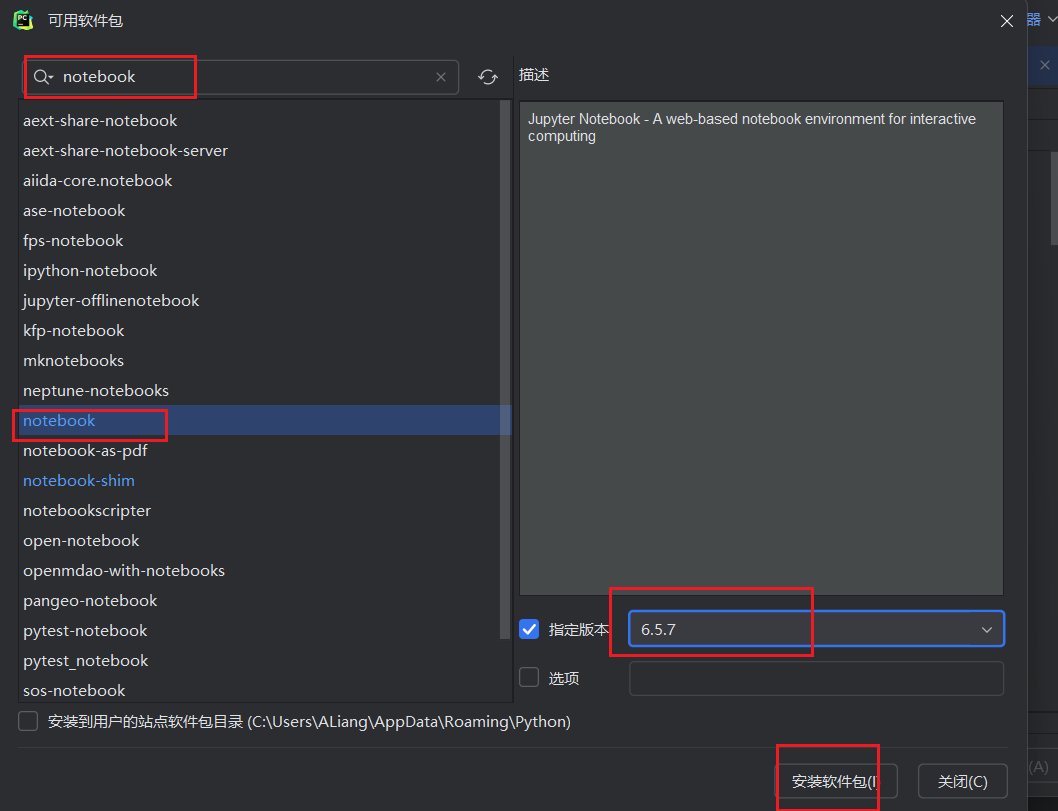 PC
可用软件包
器
notebook
描述
aext-share-notebook
aext-share-notebook-server
aiida-core.notebook
ase-notebook
fps-notebook
ipython-notebook
jupyter-offlinenotebook
kfp-notebook
mknotebooks
neptune-notebooks
notebook
notebook-as-pdf
notebook-shim
notebookscripter
open-notebook
openmdao-with-notebooks
pangeo-notebook
pytest-notebook
pytest_notebook
sos-notebook
Jupyter Notebook - A web-based notebook environment for interactive
computing
指定版本
6.5.7
选项
安装到用户的站点软件包目录 (C:\Users\ALiang\AppData\Roaming\Python)
安装软件包(I
关闭(C)
(A)